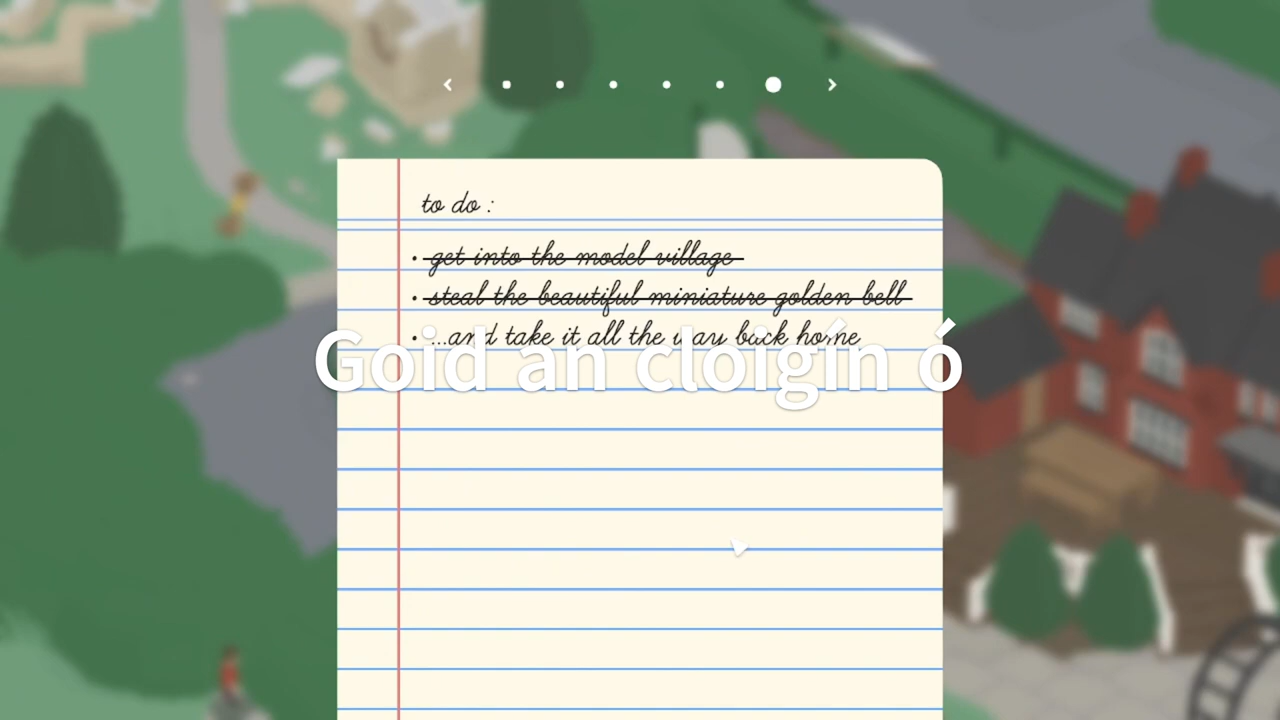 to do :
• get into the model village
• steal the beautiful miniature golden bell
• ...and take it all the way back home
Goid an cloigín ó